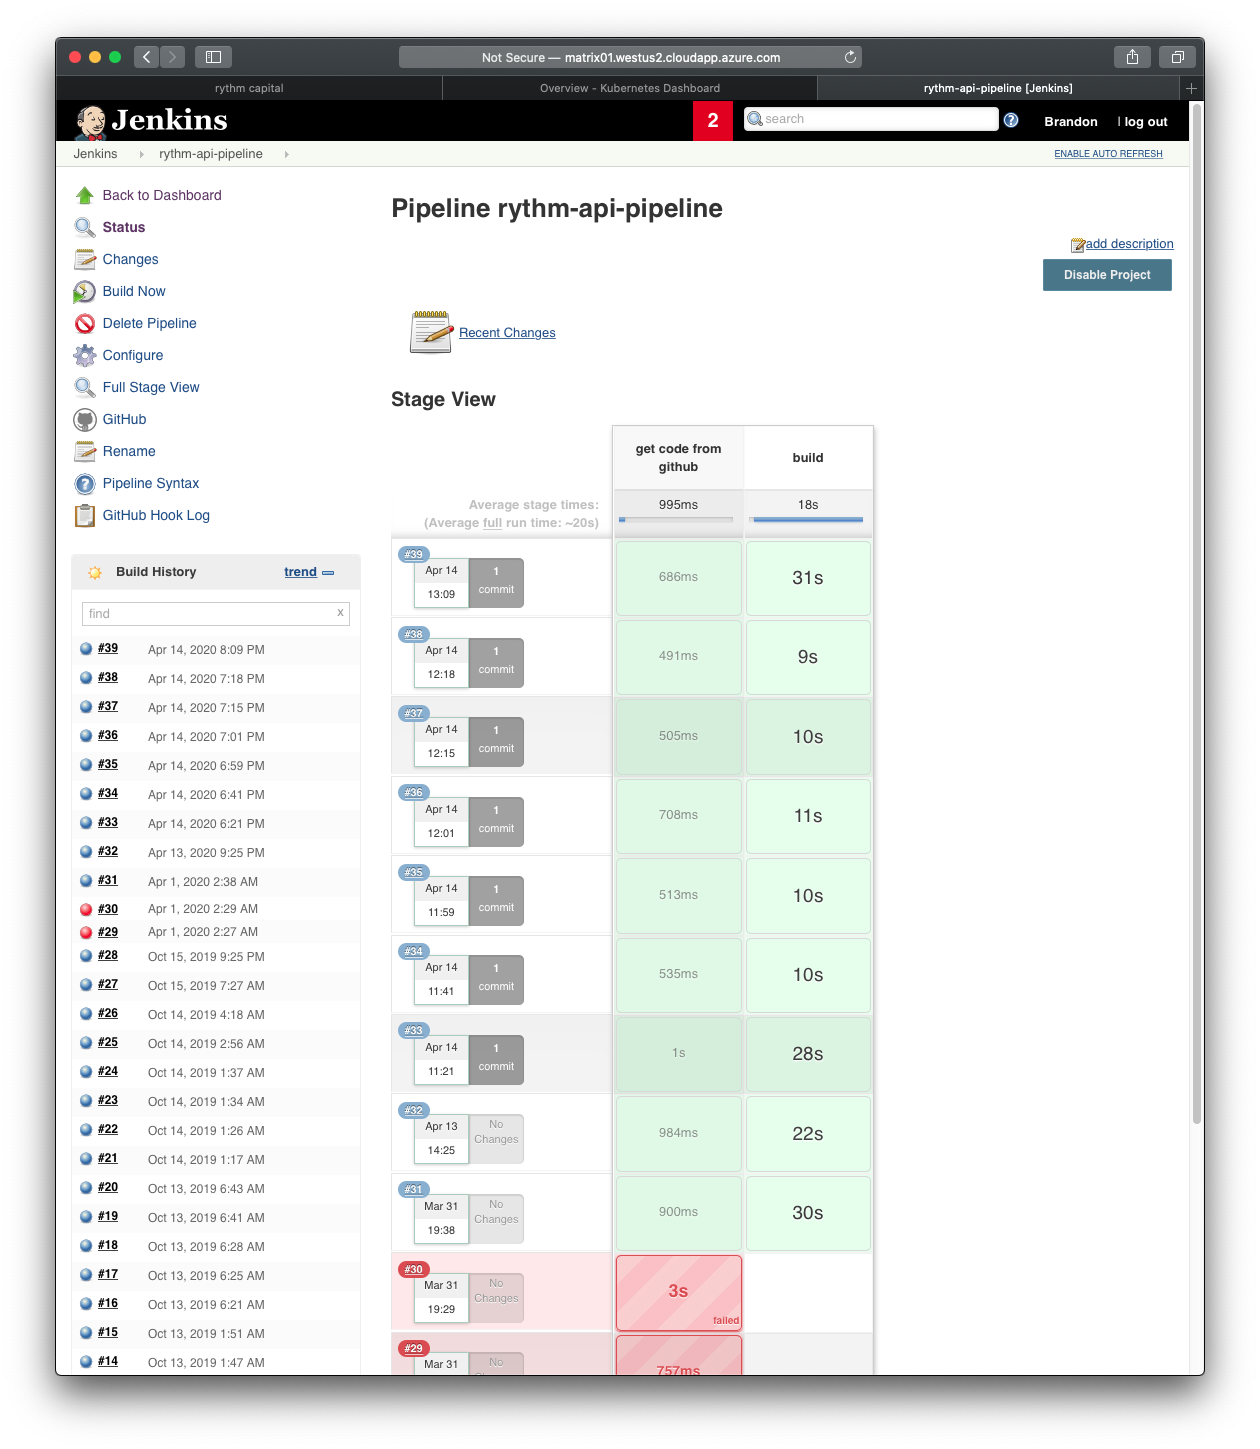 Not Secure — matrix01.westus2.cloudapp.azure.com
rythm capital
Overview - Kubernetes Dashboard
rythm-api-pipeline [Jenkins]
Jenkins
2
search
Brandon
| log out
Jenkins
rythm-api-pipeline
ENABLE AUTO REFRESH
Back to Dashboard
Status
Changes
Build Now
Delete Pipeline
Configure
Full Stage View
GitHub
Rename
Pipeline Syntax
GitHub Hook Log
Build History
trend
find
x
#39 Apr 14, 2020 8:09 PM
#38 Apr 14, 2020 7:18 PM
#37 Apr 14, 2020 7:15 PM
#36 Apr 14, 2020 7:01 PM
#35 Apr 14, 2020 6:59 PM
#34 Apr 14, 2020 6:41 PM
#33 Apr 14, 2020 6:21 PM
#32 Apr 13, 2020 9:25 PM
#31 Apr 1, 2020 2:38 AM
#30 Apr 1, 2020 2:29 AM
#29 Apr 1, 2020 2:27 AM
#28 Oct 15, 2019 9:25 PM
#27 Oct 15, 2019 7:27 AM
#26 Oct 14, 2019 4:18 AM
#25 Oct 14, 2019 2:56 AM
#24 Oct 14, 2019 1:37 AM
#23 Oct 14, 2019 1:34 AM
#22 Oct 14, 2019 1:26 AM
#21 Oct 14, 2019 1:17 AM
#20 Oct 13, 2019 6:43 AM
#19 Oct 13, 2019 6:41 AM
#18 Oct 13, 2019 6:28 AM
#17 Oct 13, 2019 6:25 AM
#16 Oct 13, 2019 6:21 AM
#15 Oct 13, 2019 1:51 AM
#14 Oct 13, 2019 1:47 AM
Pipeline rythm-api-pipeline
add description
Disable Project
Recent Changes
Stage View
get code from
github
build
Average stage times:
(Average full run time: ~20s)
995ms
18s
#39
Apr 14
13:09
1
commit
686ms
31s
#38
Apr 14
12:18
1
commit
491ms
9s
#37
Apr 14
12:15
1
commit
505ms
10s
#36
Apr 14
12:01
1
commit
708ms
11s
#35
Apr 14
11:59
1
commit
513ms
10s
#34
Apr 14
11:41
1
commit
535ms
10s
#33
Apr 14
11:21
1
commit
1s
28s
#32
Apr 13
14:25
No
Changes
984ms
22s
#31
Mar 31
19:38
No
Changes
900ms
30s
#30
Mar 31
19:29
No
Changes
3s
failed
#29
Mar 31
No
757ms